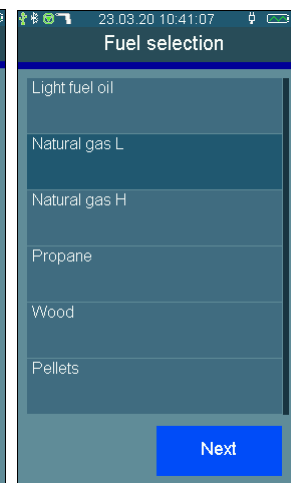 23.03.20 10:41:07
Fuel selection
Light fuel oil
Natural gas L
Natural gas H
Propane
Wood
Pellets
Next